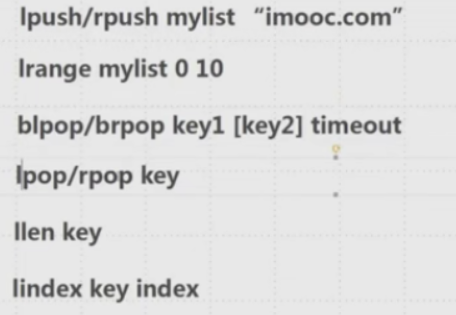 lpush/rpush mylist “imooc.com”
lrange mylist 0 10
blpop/brpop key1 [key2] timeout
lpop/rpop key
llen key
lindex key index